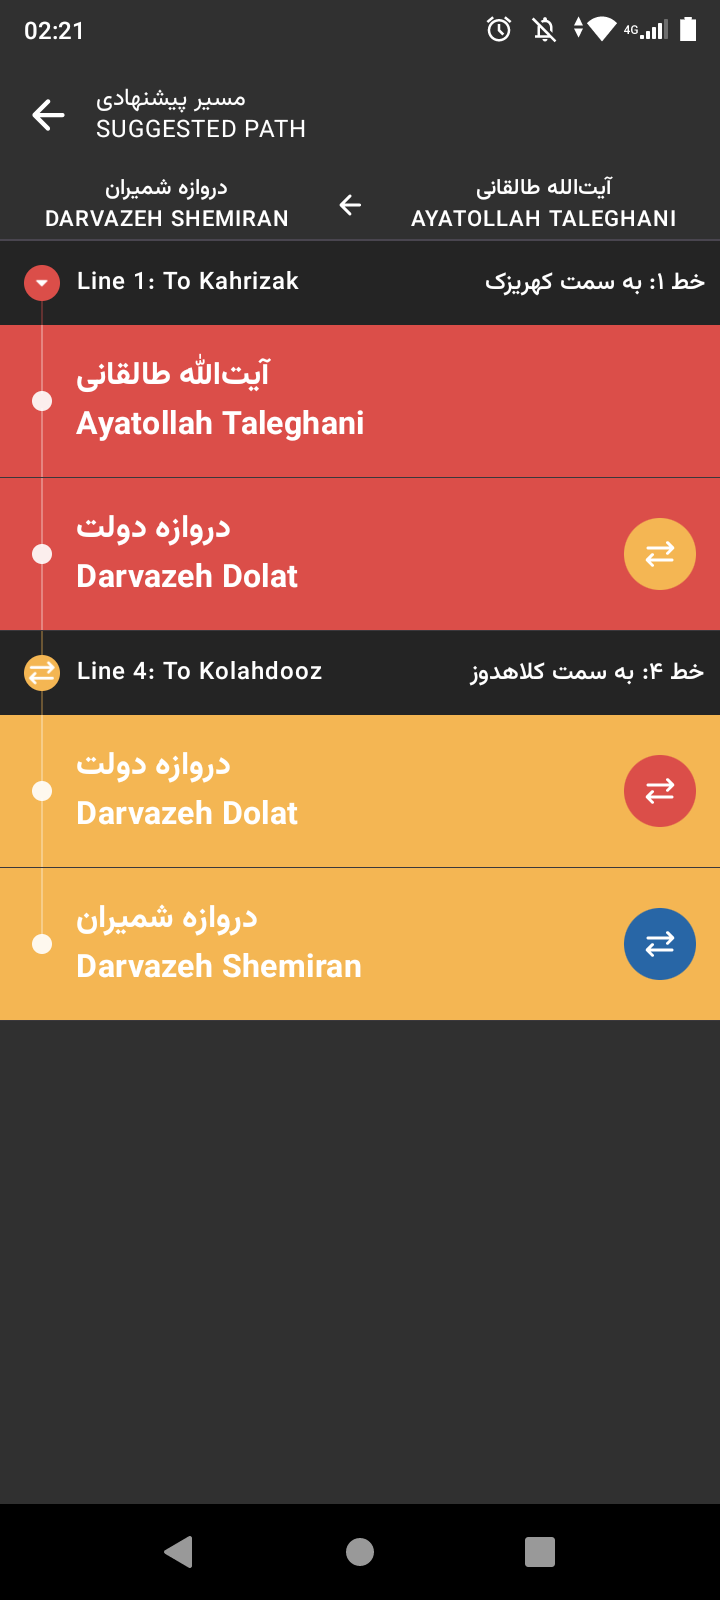 02:21
4G
مسیر پیشنهادی
SUGGESTED PATH
آیت‌الله طالقانی
AYATOLLAH TALEGHANI
دروازه شمیران
DARVAZEH SHEMIRAN
Line 1: To Kahrizak
خط ۱: به سمت کهریزک
آیت‌الله طالقانی
Ayatollah Taleghani
دروازه دولت
Darvazeh Dolat
Line 4: To Kolahdooz
خط ۴: به سمت کلاهدوز
دروازه دولت
Darvazeh Dolat
دروازه شمیران
Darvazeh Shemiran